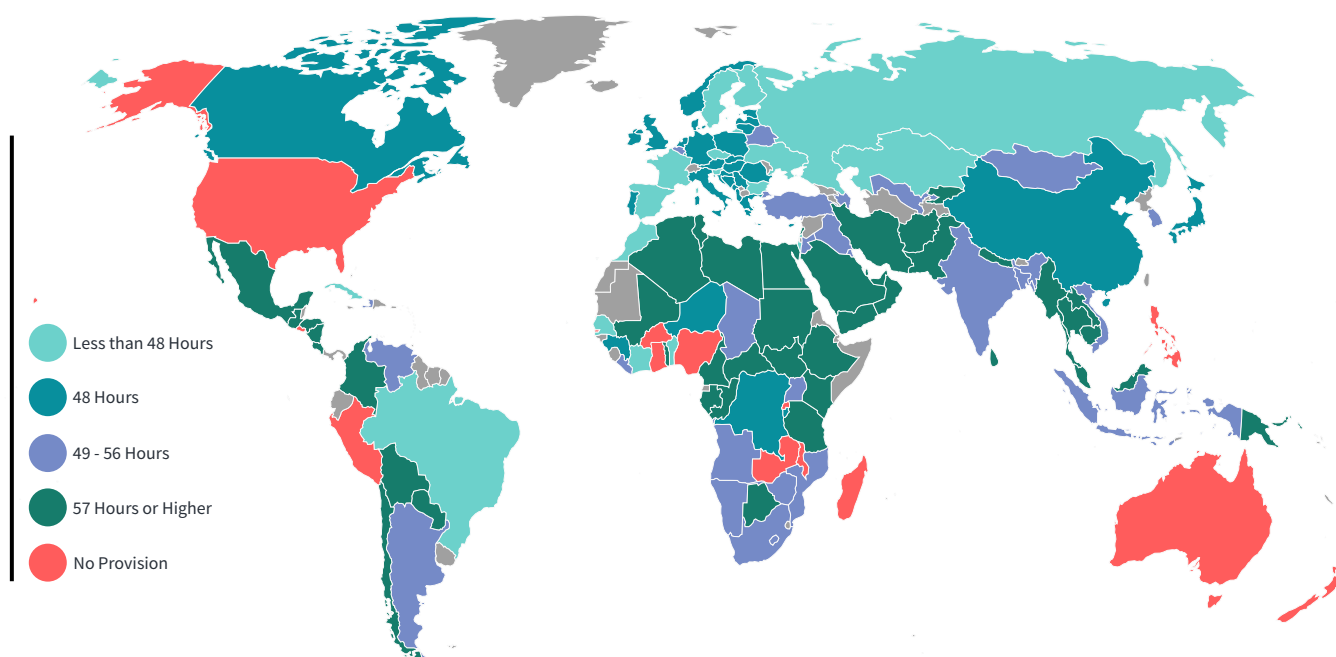 Less than 48 Hours
48 Hours
49 - 56 Hours
57 Hours or Higher
No Provision